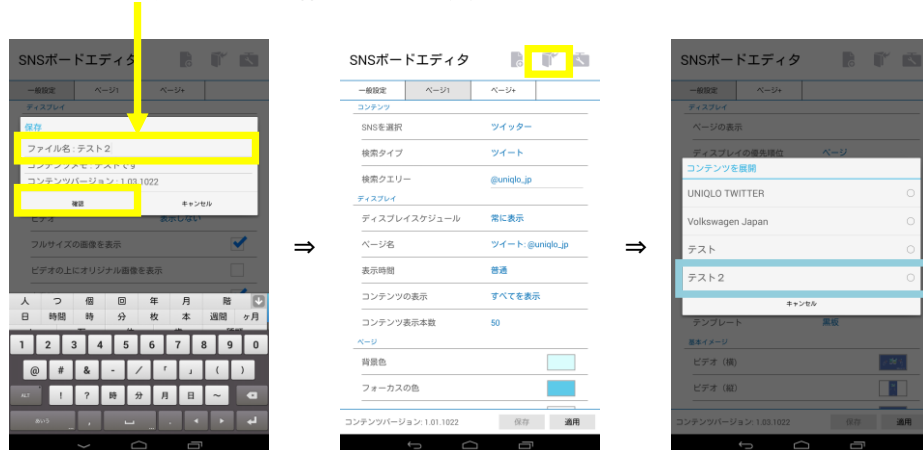 SNSボードエディタ
一般設定 ページ1 ページ+
ディスプレイ
保存
ファイル名 : テスト2
コンテンツメモ : テストです
コンテンツバージョン : 1.03.1022
確認 キャンセル
ビデオ 表示しない
フルサイズの画像を表示
ビデオの上にオリジナル画像を表示
人 つ 個 回 年 月 階
日 時間 時 分 枚 本 週間 ヶ月
1 2 3 4 5 6 7 8 9 0
@ # & - / 「 」 ( )
! ? 時 分 月 日 ~
あいう , .
⇒
SNSボードエディタ
一般設定 ページ1 ページ+
コンテンツ
SNSを選択 ツイッター
検索タイプ ツイート
検索クエリー @uniqlo_jp
ディスプレイ
ディスプレイスケジュール 常に表示
ページ名 ツイート: @uniqlo_jp
表示時間 普通
コンテンツの表示 すべてを表示
コンテンツ表示本数 50
ページ
背景色
フォーカスの色
コンテンツバージョン: 1.01.1022 保存 適用
⇒
SNSボードエディタ
一般設定 ページ+
ディスプレイ
ページの表示
ディスプレイの優先順位 ページ
コンテンツを展開
UNIQLO TWITTER
Volkswagen Japan
テスト
テスト2
キャンセル
テンプレート 黒板
基本イメージ
ビデオ（横）
ビデオ（縦）
コンテンツバージョン: 1.03.1022 保存 適用